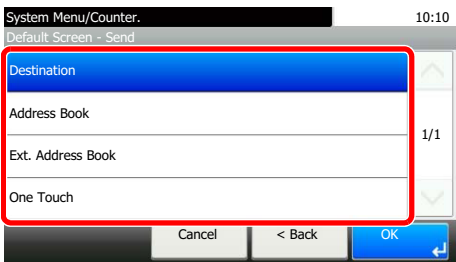 System Menu/Counter. 10:10
Default Screen - Send
Destination
Address Book
1/1
Ext. Address Book
One Touch
Cancel < Back OK